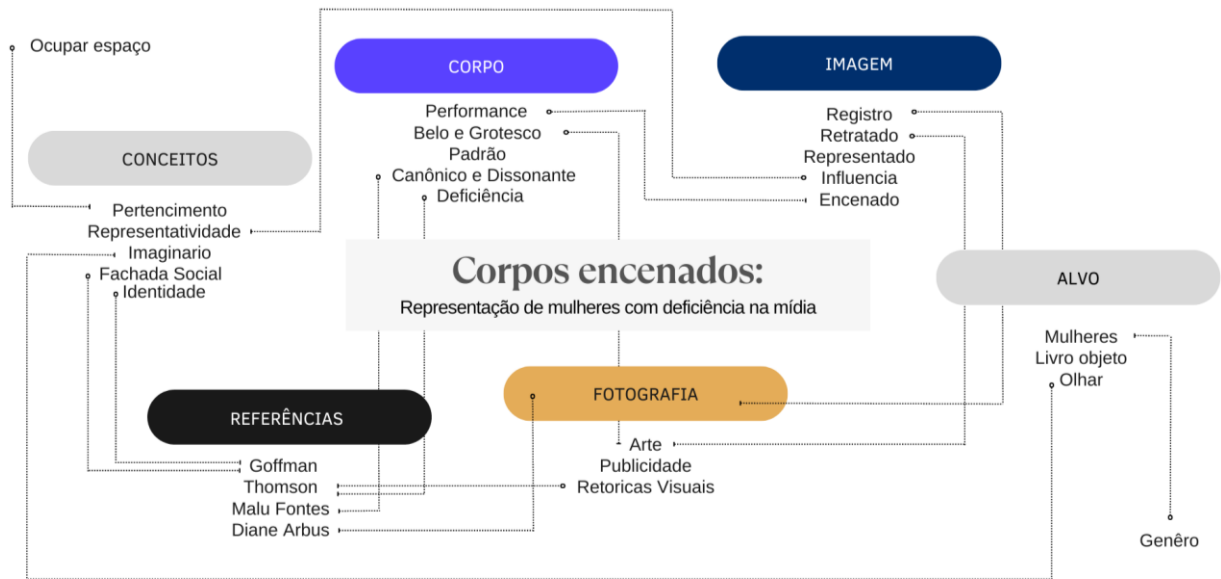 Ocupar espaço
CONCEITOS
Pertencimento
Representatividade
Imaginario
Fachada Social
Identidade
CORPO
Performance
Belo e Grotesco
Padrão
Canônico e Dissonante
Deficiência
IMAGEM
Registro
Retratado
Representado
Influencia
Encenado
Corpos encenados:
Representação de mulheres com deficiência na mídia
ALVO
Mulheres
Livro objeto
Olhar
Genêro
REFERÊNCIAS
Goffman
Thomson
Malu Fontes
Diane Arbus
FOTOGRAFIA
Arte
Publicidade
Retoricas Visuais